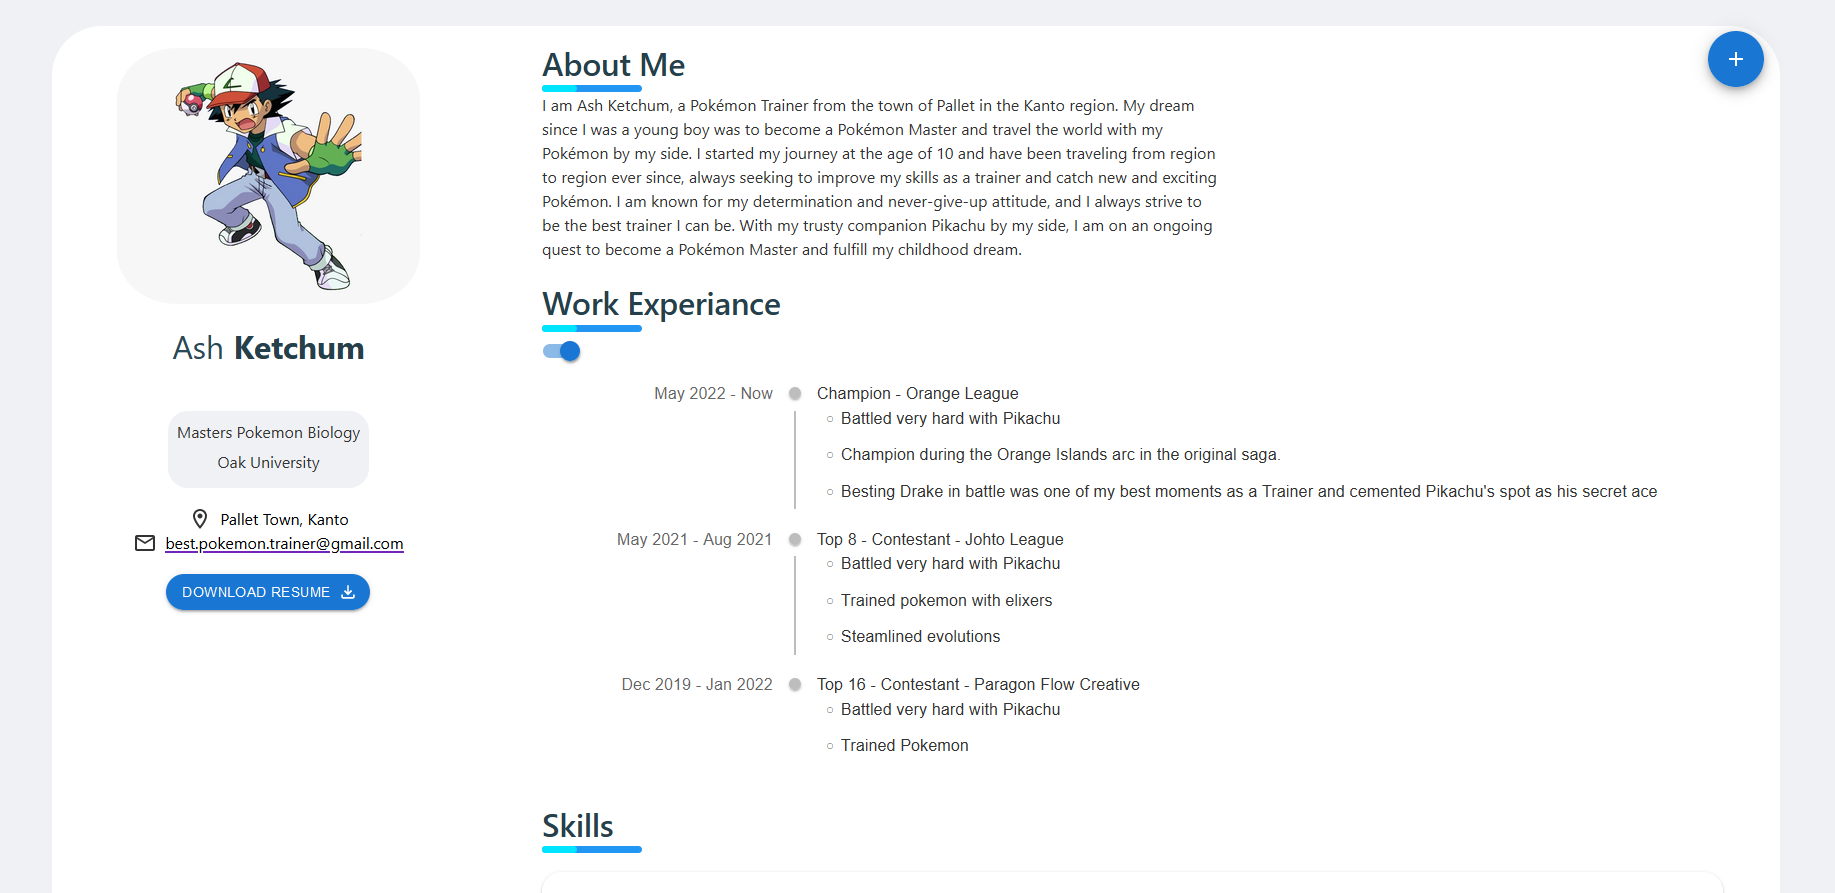 Ash Ketchum
Masters Pokemon Biology
Oak University
Pallet Town, Kanto
best.pokemon.trainer@gmail.com
DOWNLOAD RESUME
About Me
I am Ash Ketchum, a Pokémon Trainer from the town of Pallet in the Kanto region. My dream
since I was a young boy was to become a Pokémon Master and travel the world with my
Pokémon by my side. I started my journey at the age of 10 and have been traveling from region
to region ever since, always seeking to improve my skills as a trainer and catch new and exciting
Pokémon. I am known for my determination and never-give-up attitude, and I always strive to
be the best trainer I can be. With my trusty companion Pikachu by my side, I am on an ongoing
quest to become a Pokémon Master and fulfill my childhood dream.
Work Experiance
May 2022 - Now
Champion - Orange League
Battled very hard with Pikachu
Champion during the Orange Islands arc in the original saga.
Besting Drake in battle was one of my best moments as a Trainer and cemented Pikachu's spot as his secret ace
May 2021 - Aug 2021
Top 8 - Contestant - Johto League
Battled very hard with Pikachu
Trained pokemon with elixers
Steamlined evolutions
Dec 2019 - Jan 2022
Top 16 - Contestant - Paragon Flow Creative
Battled very hard with Pikachu
Trained Pokemon
Skills